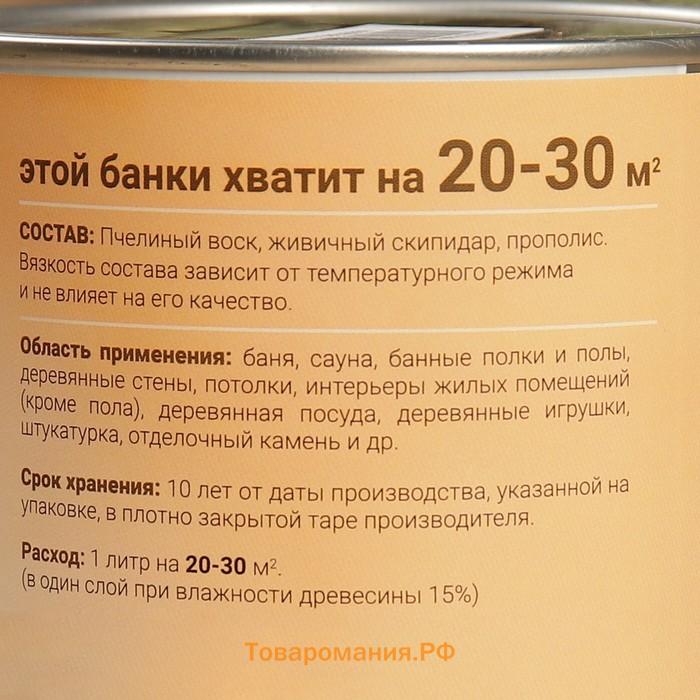 этой банки хватит на 20-30 м²
СОСТАВ: Пчелиный воск, живичный скипидар, прополис.
Вязкость состава зависит от температурного режима
и не влияет на его качество.
Область применения: баня, сауна, банные полки и полы,
деревянные стены, потолки, интерьеры жилых помещений
(кроме пола), деревянная посуда, деревянные игрушки,
штукатурка, отделочный камень и др.
Срок хранения: 10 лет от даты производства, указанной на
упаковке, в плотно закрытой таре производителя.
Расход: 1 литр на 20-30 м².
(в один слой при влажности древесины 15%)
Товаромания.РФ